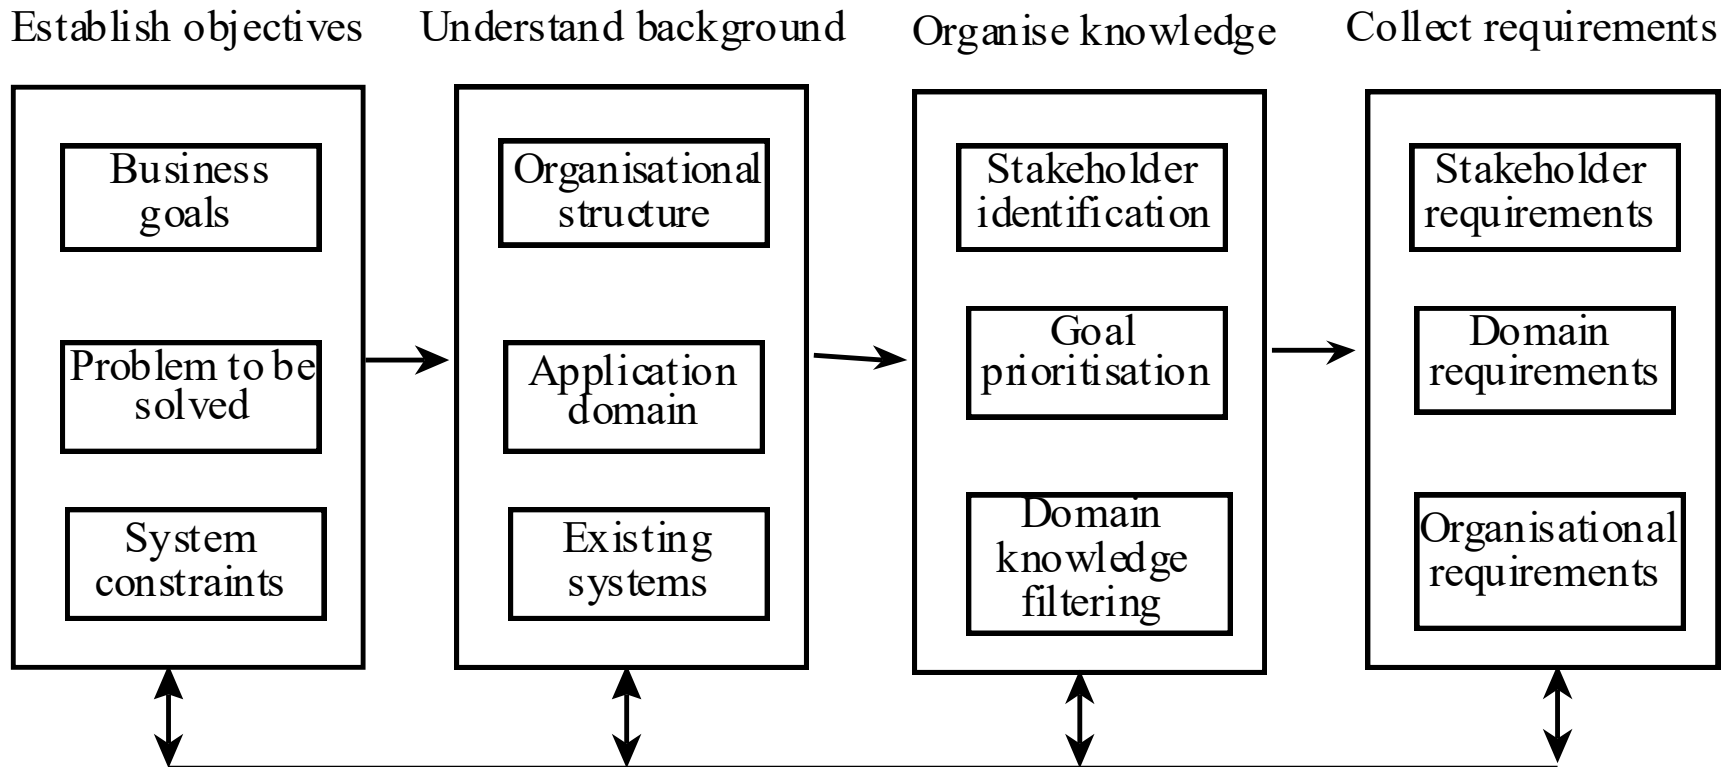 Establish objectives
Understand background
Organise knowledge
Collect requirements
Business
goals
Problem to be
solved
System
constraints
Organisational
structure
Application
domain
Existing
systems
Stakeholder
identification
Goal
prioritisation
Domain
knowledge
filtering
Stakeholder
requirements
Domain
requirements
Organisational
requirements